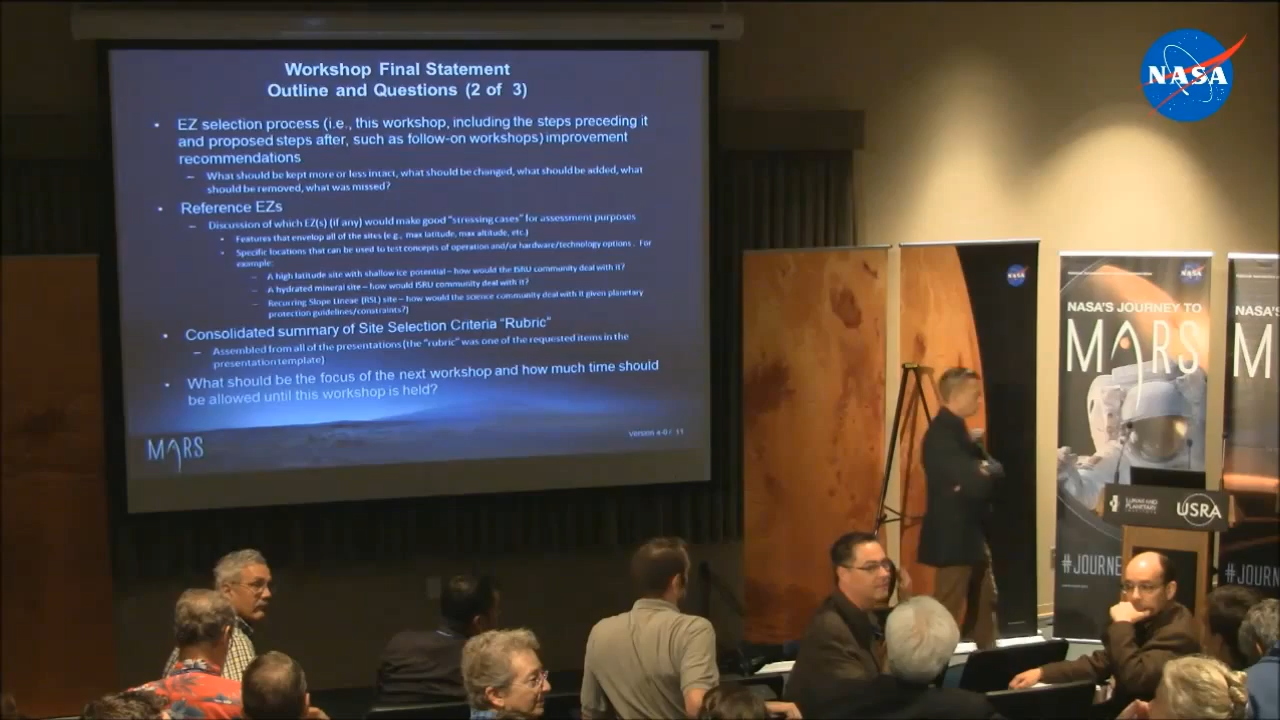 NASA
Workshop Final Statement
Outline and Questions (2 of 3)
• EZ selection process (i.e., this workshop, including the steps preceding it
and proposed steps after, such as follow-on workshops) improvement
recommendations
– What should be kept more or less intact, what should be changed, what should be added, what
should be removed, what was missed?
• Reference EZs
– Discussion of which EZ(s) (if any) would make good "stressing cases" for assessment purposes
• Features that envelop all of the sites (e.g., max latitude, max altitude, etc.)
• Specific locations that can be used to test concepts of operation and/or hardware/technology options. For
example:
– A high latitude site with shallow ice potential – how would the ISRU community deal with it?
– A hydrated mineral site – how would ISRU community deal with it?
– Recurring Slope Lineae (RSL) site – how would the science community deal with it given planetary
protection guidelines/constraints?)
• Consolidated summary of Site Selection Criteria "Rubric"
– Assembled from all of the presentations (the "rubric" was one of the requested items in the
presentation template)
• What should be the focus of the next workshop and how much time should
be allowed until this workshop is held?
MARS
11
NASA
NASA'S JOURNEY TO
MARS
#JOURNE
LUNAR AND
PLANETARY
INSTITUTE
USRA
NASA'S
M
#JOURN